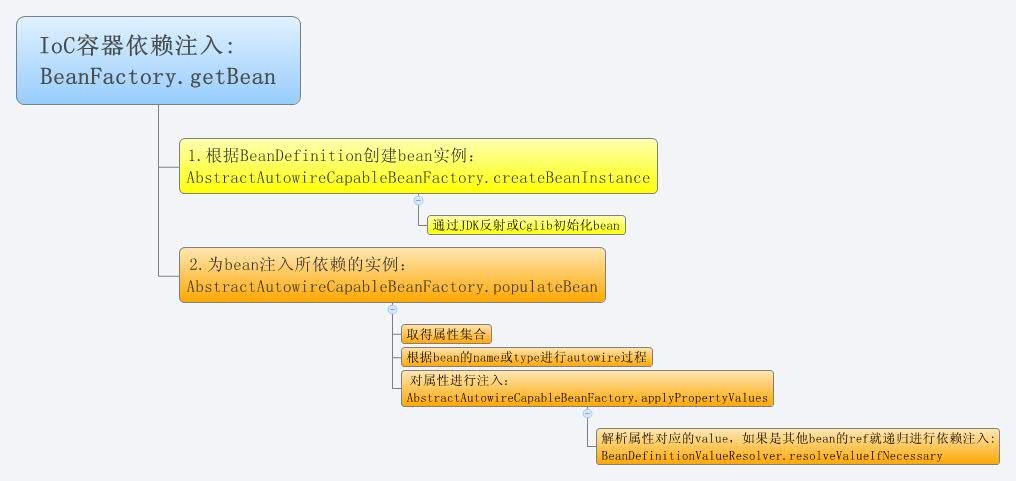 IoC容器依赖注入:
BeanFactory.getBean
1.根据BeanDefinition创建bean实例:
AbstractAutowireCapableBeanFactory.createBeanInstance
通过JDK反射或Cglib初始化bean
2.为bean注入所依赖的实例:
AbstractAutowireCapableBeanFactory.populateBean
取得属性集合
根据bean的name或type进行autowire过程
对属性进行注入:
AbstractAutowireCapableBeanFactory.applyPropertyValues
解析属性对应的value，如果是其他bean的ref就递归进行依赖注入:
BeanDefinitionValueResolver.resolveValueIfNecessary